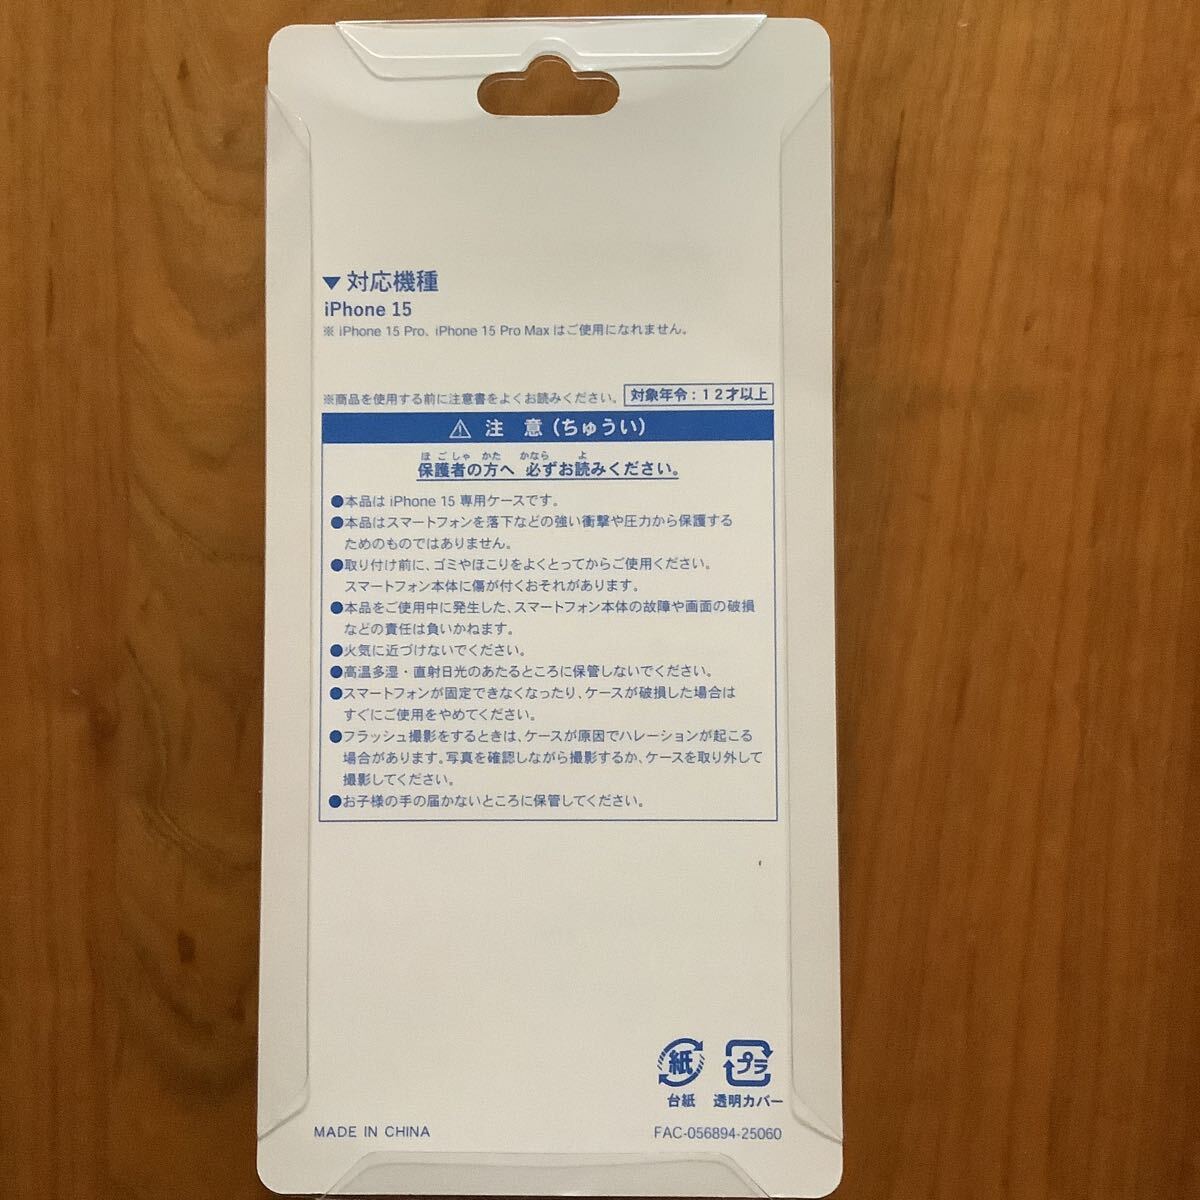 ▼対応機種
iPhone 15
※ iPhone 15 Pro、iPhone 15 Pro Max はご使用になれません。
※商品を使用する前に注意書をよくお読みください。
対象年令：12才以上
⚠ 注 意（ちゅうい）
ほごしゃ かた かなら よ
保護者の方へ 必ずお読みください。
●本品は iPhone 15 専用ケースです。
●本品はスマートフォンを落下などの強い衝撃や圧力から保護する
ためのものではありません。
●取り付け前に、ゴミやほこりをよくとってからご使用ください。
スマートフォン本体に傷が付くおそれがあります。
●本品をご使用中に発生した、スマートフォン本体の故障や画面の破損
などの責任は負いかねます。
●火気に近づけないでください。
●高温多湿・直射日光のあたるところに保管しないでください。
●スマートフォンが固定できなくなったり、ケースが破損した場合は
すぐにご使用をやめてください。
●フラッシュ撮影をするときは、ケースが原因でハレーションが起こる
場合があります。写真を確認しながら撮影するか、ケースを取り外して
撮影してください。
●お子様の手の届かないところに保管してください。
紙 プラ
台紙 透明カバー
MADE IN CHINA
FAC-056894-25060